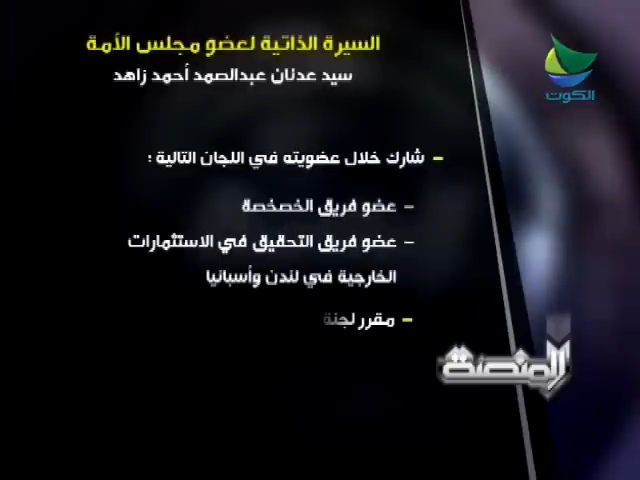 السيرة الذاتية لعضو مجلس الأمة
سيد عدنان عبدالصمد أحمد زاهد
الكوت
- شارك خلال عضويته في اللجان التالية :
- عضو فريق الخصخصة
- عضو فريق التحقيق في الاستثمارات
الخارجية في لندن وأسبانيا
- مقرر لجنة
المنصة